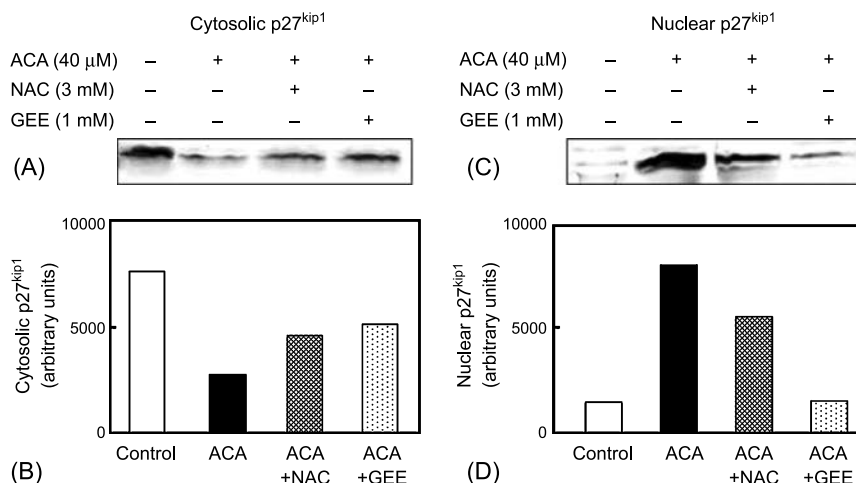 Cytosolic p27kip1
ACA (40 μM) – + + +
NAC (3 mM) – – + –
GEE (1 mM) – – – +
(A)
10000
5000
0
Cytosolic p27kip1
(arbitrary units)
Control ACA ACA ACA
+NAC +GEE
(B)
Nuclear p27kip1
ACA (40 μM) – + + +
NAC (3 mM) – – + –
GEE (1 mM) – – – +
(C)
10000
5000
0
Nuclear p27kip1
(arbitrary units)
Control ACA ACA ACA
+NAC +GEE
(D)